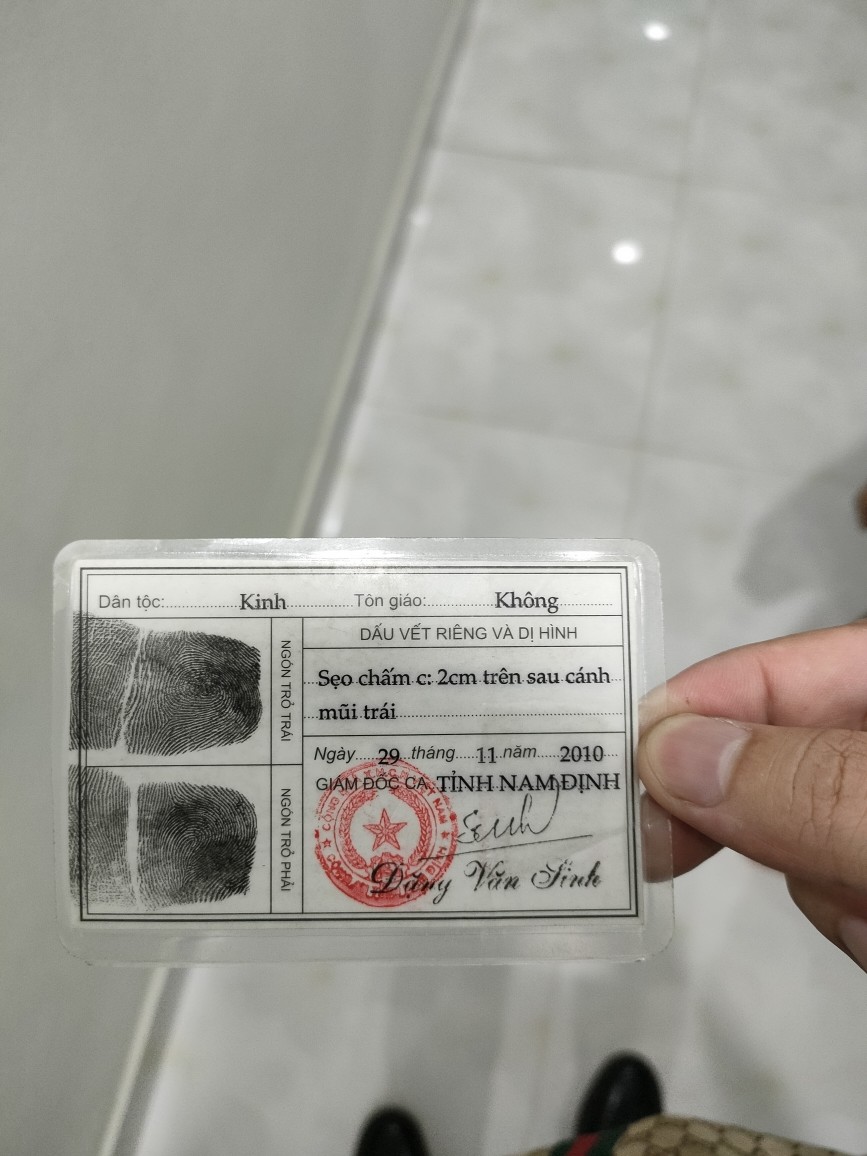 Dân tộc: Kinh Tôn giáo: Không
NGÓN TRỎ TRÁI
DẤU VẾT RIÊNG VÀ DỊ HÌNH
Sẹo chấm c: 2cm trên sau cánh
mũi trái
Ngày 29 tháng 11 năm 2010
GIÁM ĐỐC CA TỈNH NAM ĐỊNH
NGÓN TRỎ PHẢI
Đặng Văn Sinh